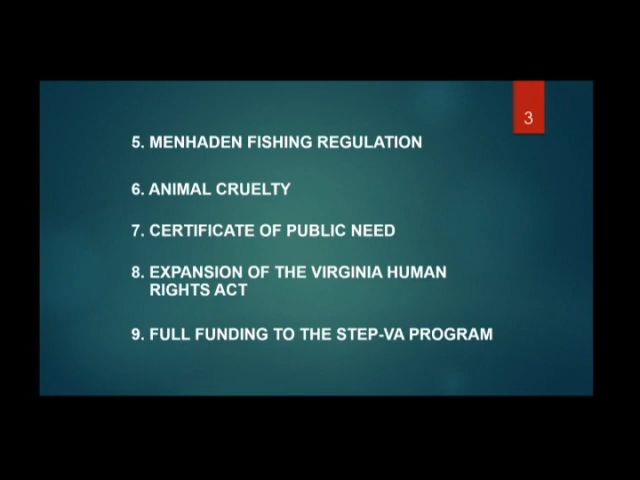 3
5. MENHADEN FISHING REGULATION
6. ANIMAL CRUELTY
7. CERTIFICATE OF PUBLIC NEED
8. EXPANSION OF THE VIRGINIA HUMAN
RIGHTS ACT
9. FULL FUNDING TO THE STEP-VA PROGRAM